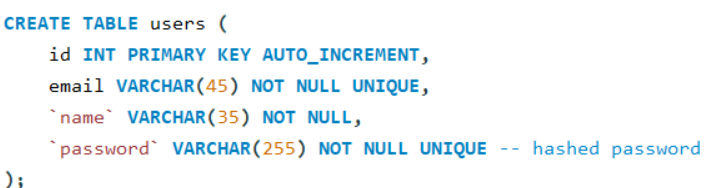 CREATE TABLE users (
    id INT PRIMARY KEY AUTO_INCREMENT,
    email VARCHAR(45) NOT NULL UNIQUE,
    `name` VARCHAR(35) NOT NULL,
    `password` VARCHAR(255) NOT NULL UNIQUE -- hashed password
);